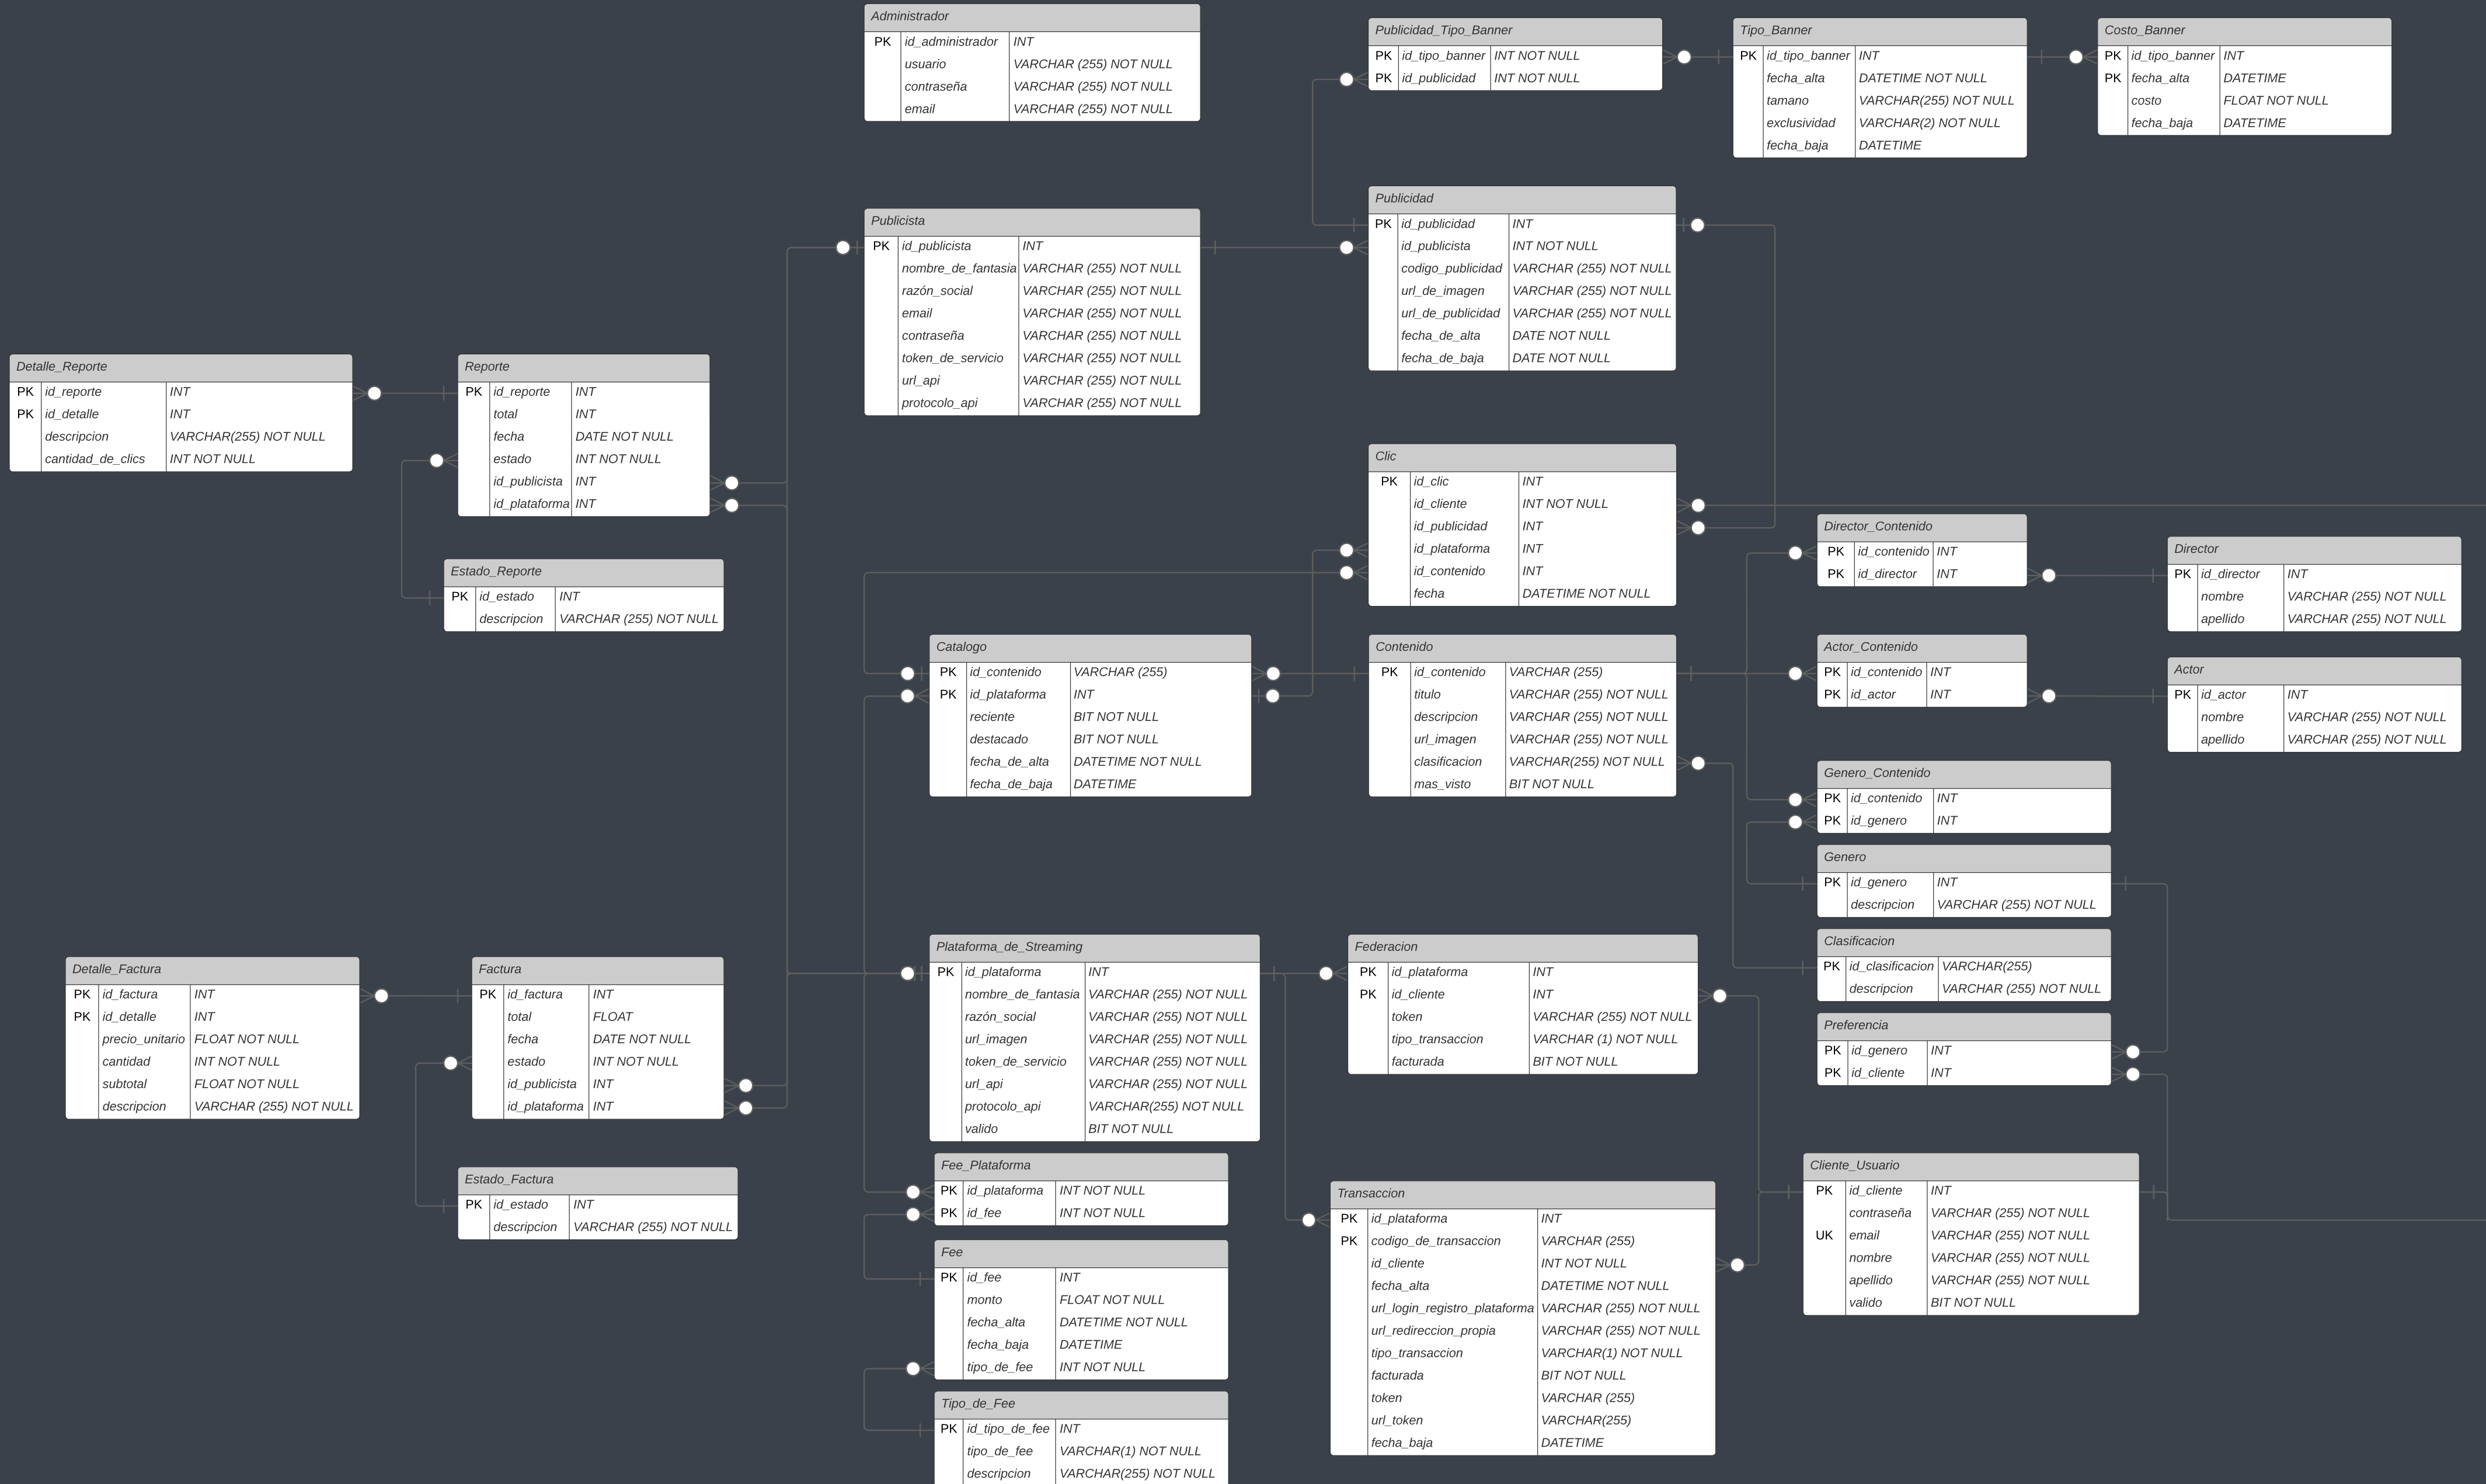 Administrador
PK id_administrador INT
usuario VARCHAR (255) NOT NULL
contraseña VARCHAR (255) NOT NULL
email VARCHAR (255) NOT NULL
Publicidad_Tipo_Banner
PK id_tipo_banner INT NOT NULL
PK id_publicidad INT NOT NULL
Tipo_Banner
PK id_tipo_banner INT
fecha_alta DATETIME NOT NULL
tamano VARCHAR(255) NOT NULL
exclusividad VARCHAR(2) NOT NULL
fecha_baja DATETIME
Costo_Banner
PK id_tipo_banner INT
PK fecha_alta DATETIME
costo FLOAT NOT NULL
fecha_baja DATETIME
Publicista
PK id_publicista INT
nombre_de_fantasia VARCHAR (255) NOT NULL
razón_social VARCHAR (255) NOT NULL
email VARCHAR (255) NOT NULL
contraseña VARCHAR (255) NOT NULL
token_de_servicio VARCHAR (255) NOT NULL
url_api VARCHAR (255) NOT NULL
protocolo_api VARCHAR (255) NOT NULL
Publicidad
PK id_publicidad INT
id_publicista INT NOT NULL
codigo_publicidad VARCHAR (255) NOT NULL
url_de_imagen VARCHAR (255) NOT NULL
url_de_publicidad VARCHAR (255) NOT NULL
fecha_de_alta DATE NOT NULL
fecha_de_baja DATE NOT NULL
Detalle_Reporte
PK id_reporte INT
PK id_detalle INT
descripcion VARCHAR(255) NOT NULL
cantidad_de_clics INT NOT NULL
Reporte
PK id_reporte INT
total INT
fecha DATE NOT NULL
estado INT NOT NULL
id_publicista INT
id_plataforma INT
Estado_Reporte
PK id_estado INT
descripcion VARCHAR (255) NOT NULL
Clic
PK id_clic INT
id_cliente INT NOT NULL
id_publicidad INT
id_plataforma INT
id_contenido INT
fecha DATETIME NOT NULL
Director_Contenido
PK id_contenido INT
PK id_director INT
Director
PK id_director INT
nombre VARCHAR (255) NOT NULL
apellido VARCHAR (255) NOT NULL
Catalogo
PK id_contenido VARCHAR (255)
PK id_plataforma INT
reciente BIT NOT NULL
destacado BIT NOT NULL
fecha_de_alta DATETIME NOT NULL
fecha_de_baja DATETIME
Contenido
PK id_contenido VARCHAR (255)
titulo VARCHAR (255) NOT NULL
descripcion VARCHAR (255) NOT NULL
url_imagen VARCHAR (255) NOT NULL
clasificacion VARCHAR(255) NOT NULL
mas_visto BIT NOT NULL
Actor_Contenido
PK id_contenido INT
PK id_actor INT
Actor
PK id_actor INT
nombre VARCHAR (255) NOT NULL
apellido VARCHAR (255) NOT NULL
Genero_Contenido
PK id_contenido INT
PK id_genero INT
Genero
PK id_genero INT
descripcion VARCHAR (255) NOT NULL
Clasificacion
PK id_clasificacion VARCHAR(255)
descripcion VARCHAR (255) NOT NULL
Preferencia
PK id_genero INT
PK id_cliente INT
Detalle_Factura
PK id_factura INT
PK id_detalle INT
precio_unitario FLOAT NOT NULL
cantidad INT NOT NULL
subtotal FLOAT NOT NULL
descripcion VARCHAR (255) NOT NULL
Factura
PK id_factura INT
total FLOAT
fecha DATE NOT NULL
estado INT NOT NULL
id_publicista INT
id_plataforma INT
Estado_Factura
PK id_estado INT
descripcion VARCHAR (255) NOT NULL
Plataforma_de_Streaming
PK id_plataforma INT
nombre_de_fantasia VARCHAR (255) NOT NULL
razón_social VARCHAR (255) NOT NULL
url_imagen VARCHAR (255) NOT NULL
token_de_servicio VARCHAR (255) NOT NULL
url_api VARCHAR (255) NOT NULL
protocolo_api VARCHAR(255) NOT NULL
valido BIT NOT NULL
Federacion
PK id_plataforma INT
PK id_cliente INT
token VARCHAR (255) NOT NULL
tipo_transaccion VARCHAR (1) NOT NULL
facturada BIT NOT NULL
Fee_Plataforma
PK id_plataforma INT NOT NULL
PK id_fee INT NOT NULL
Fee
PK id_fee INT
monto FLOAT NOT NULL
fecha_alta DATETIME NOT NULL
fecha_baja DATETIME
tipo_de_fee INT NOT NULL
Tipo_de_Fee
PK id_tipo_de_fee INT
tipo_de_fee VARCHAR(1) NOT NULL
descripcion VARCHAR(255) NOT NULL
Transaccion
PK id_plataforma INT
PK codigo_de_transaccion VARCHAR (255)
id_cliente INT NOT NULL
fecha_alta DATETIME NOT NULL
url_login_registro_plataforma VARCHAR (255) NOT NULL
url_redireccion_propia VARCHAR (255) NOT NULL
tipo_transaccion VARCHAR(1) NOT NULL
facturada BIT NOT NULL
token VARCHAR (255)
url_token VARCHAR(255)
fecha_baja DATETIME
Cliente_Usuario
PK id_cliente INT
contraseña VARCHAR (255) NOT NULL
UK email VARCHAR (255) NOT NULL
nombre VARCHAR (255) NOT NULL
apellido VARCHAR (255) NOT NULL
valido BIT NOT NULL